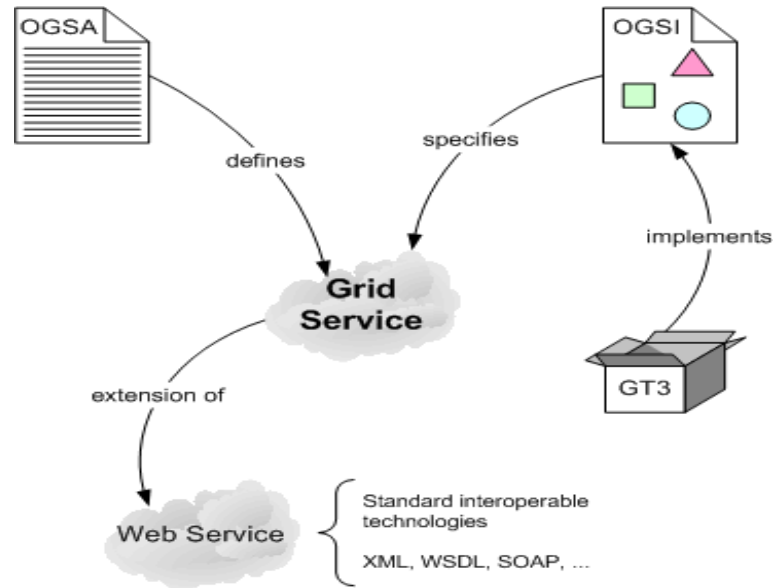 OGSA
OGSI
defines
specifies
implements
Grid
Service
GT3
extension of
Web Service
Standard interoperable
technologies
XML, WSDL, SOAP, ...